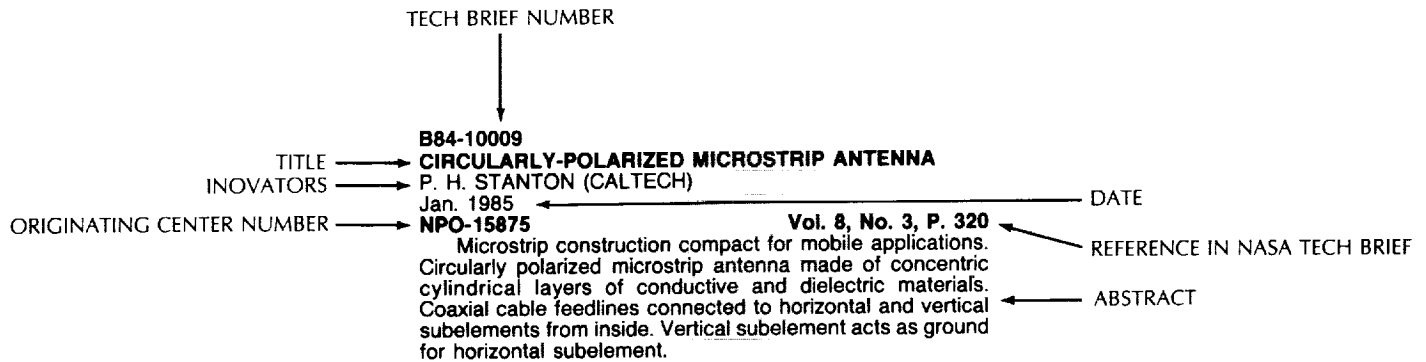 TECH BRIEF NUMBER
B84-10009
TITLE CIRCULARLY-POLARIZED MICROSTRIP ANTENNA
INOVATORS P. H. STANTON (CALTECH)
Jan. 1985 DATE
ORIGINATING CENTER NUMBER NPO-15875 Vol. 8, No. 3, P. 320
REFERENCE IN NASA TECH BRIEF
Microstrip construction compact for mobile applications.
Circularly polarized microstrip antenna made of concentric
cylindrical layers of conductive and dielectric materials.
Coaxial cable feedlines connected to horizontal and vertical
ABSTRACT
subelements from inside. Vertical subelement acts as ground
for horizontal subelement.